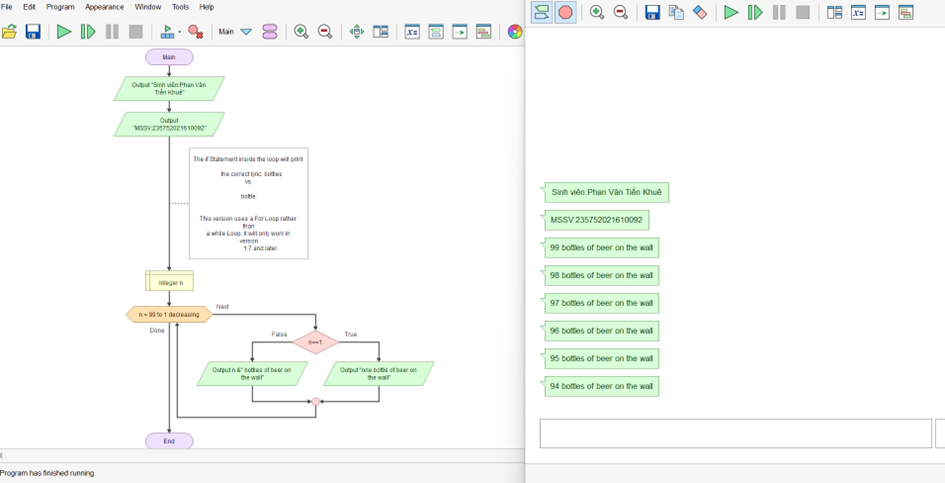 File Edit Program Appearance Window Tools Help
Main
Main
Output "Sinh viên:Phan Văn
Tiến Khuê"
Output
"MSSV:235752021610092"
The if Statement inside the loop will print
the correct lyric: bottles
vs.
bottle.
This version uses a For Loop rather
than
a while Loop. it will only work in
verson
1.7 and later.
Integer n
n = 99 to 1 decreasing
Next
Done
False
True
n==1
Output n &" bottles of beer on
the wall"
Output "one bottle of beer on
the wall"
End
Program has finished running.
Sinh viên:Phan Văn Tiến Khuê
MSSV:235752021610092
99 bottles of beer on the wall
98 bottles of beer on the wall
97 bottles of beer on the wall
96 bottles of beer on the wall
95 bottles of beer on the wall
94 bottles of beer on the wall